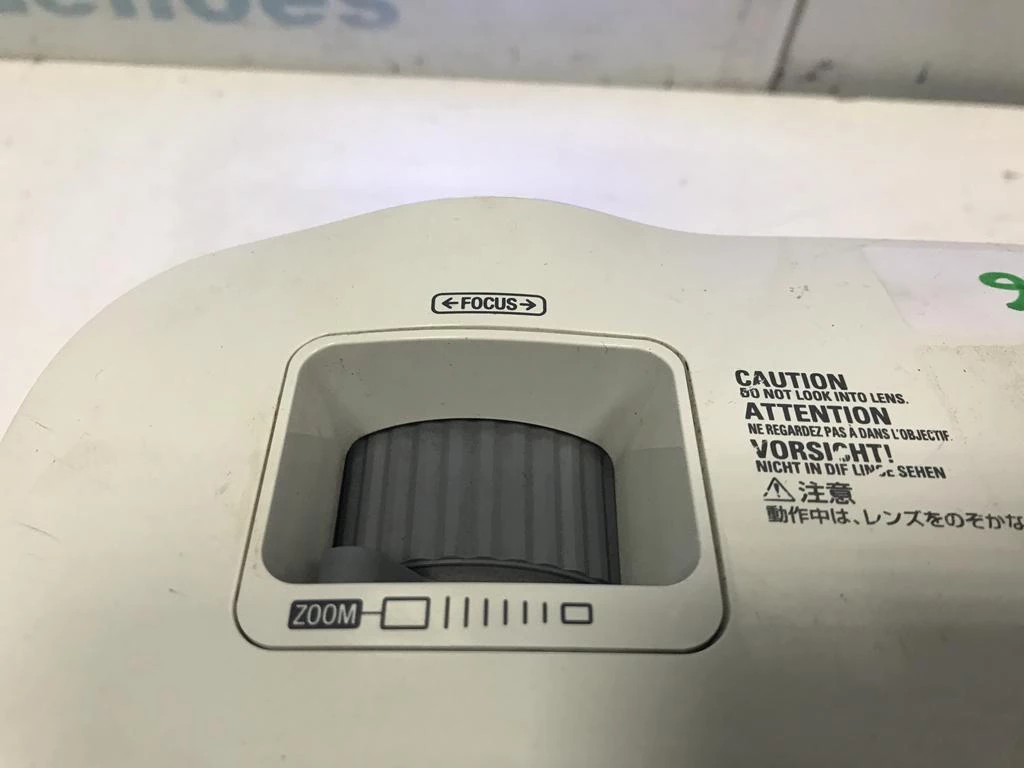 ←FOCUS→
CAUTION
DO NOT LOOK INTO LENS.
ATTENTION
NE REGARDEZ PAS À DANS L'OBJECTIF.
VORSICHT!
NICHT IN DIE LINSE SEHEN
⚠注意
動作中は、レンズをのぞかな
ZOOM